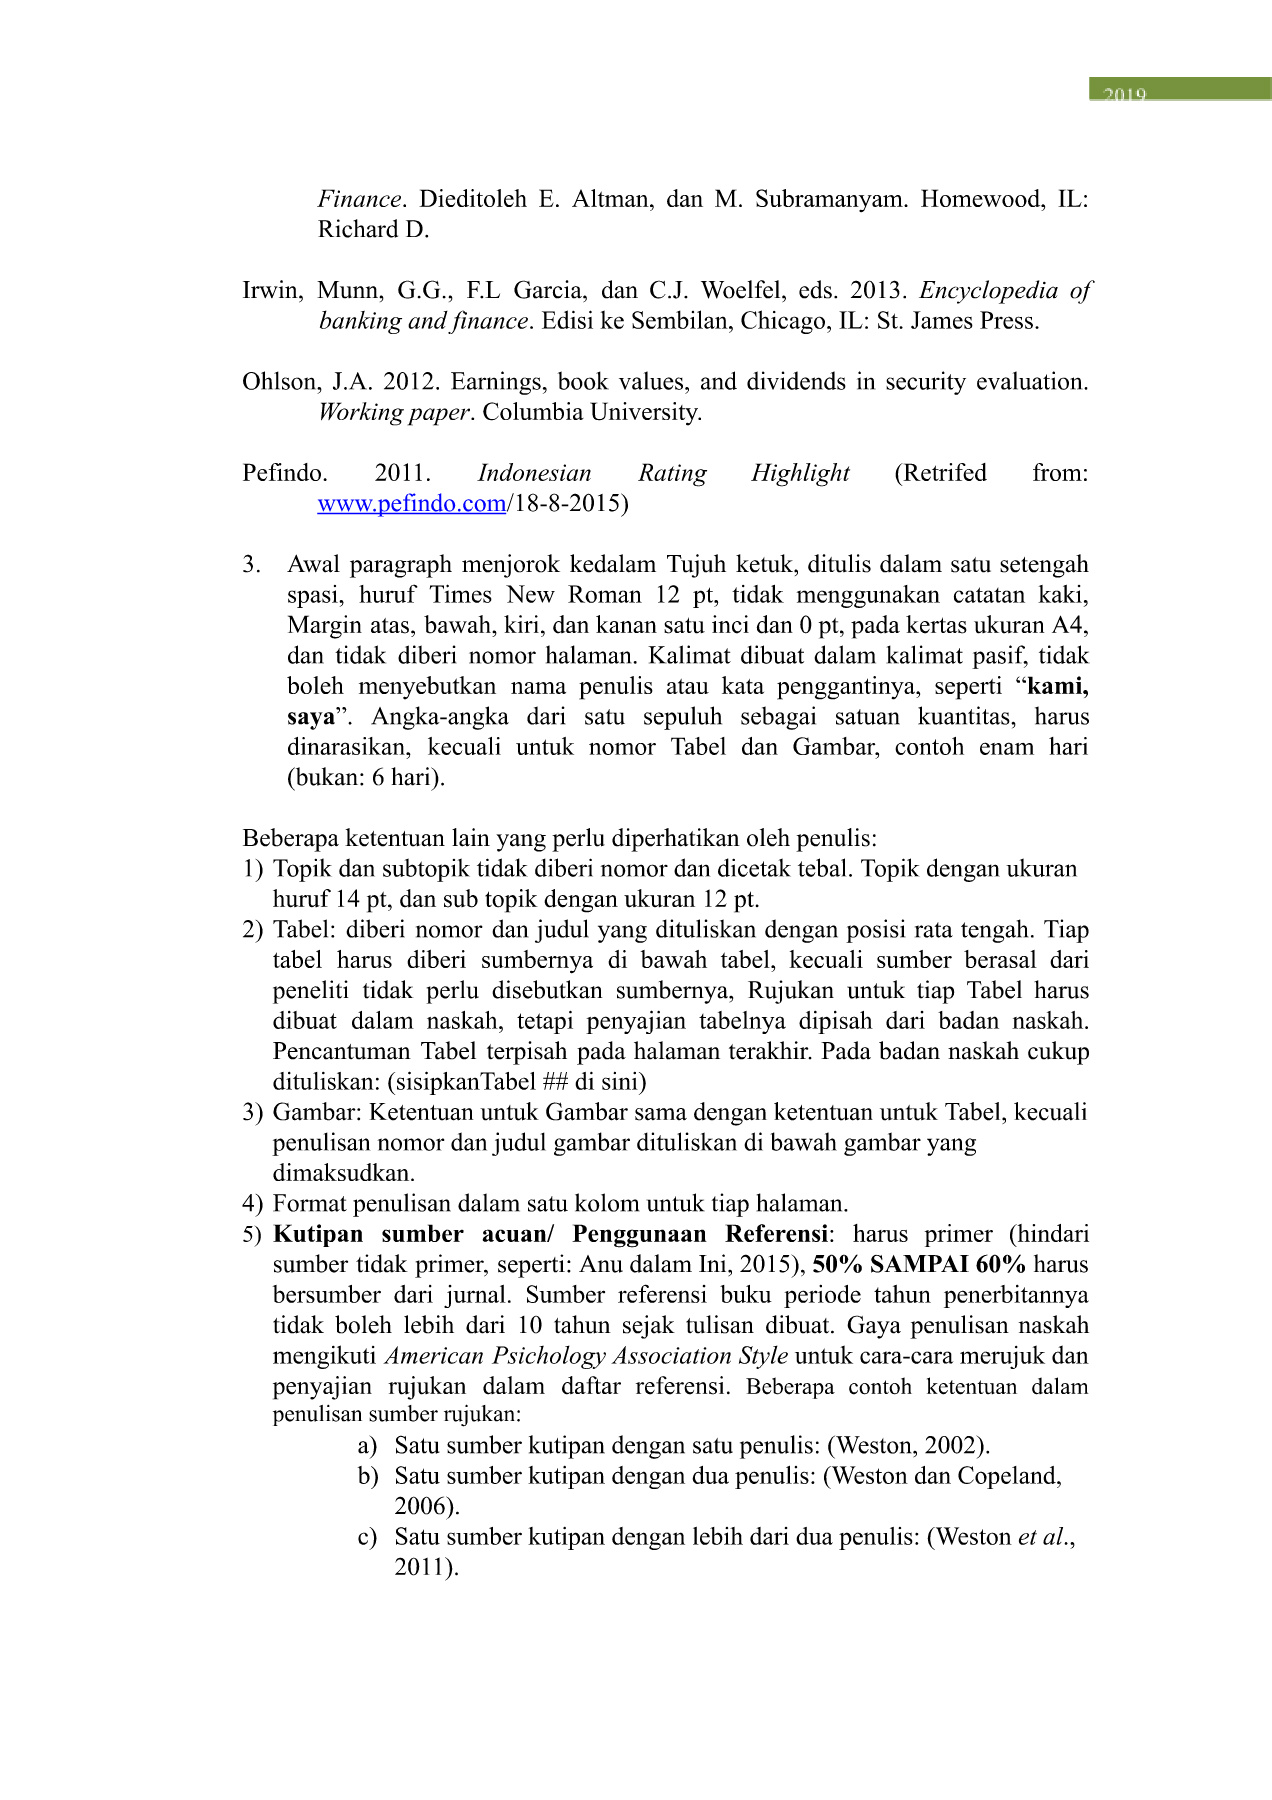 2019
Finance. Dieditoleh E. Altman, dan M. Subramanyam. Homewood, IL:
Richard D.
Irwin, Munn, G.G., F.L Garcia, dan C.J. Woelfel, eds. 2013. Encyclopedia of
banking and finance. Edisi ke Sembilan, Chicago, IL: St. James Press.
Ohlson, J.A. 2012. Earnings, book values, and dividends in security evaluation.
Working paper. Columbia University.
Pefindo. 2011. Indonesian Rating Highlight (Retrifed from:
www.pefindo.com/18-8-2015)
3. Awal paragraph menjorok kedalam Tujuh ketuk, ditulis dalam satu setengah
spasi, huruf Times New Roman 12 pt, tidak menggunakan catatan kaki,
Margin atas, bawah, kiri, dan kanan satu inci dan 0 pt, pada kertas ukuran A4,
dan tidak diberi nomor halaman. Kalimat dibuat dalam kalimat pasif, tidak
boleh menyebutkan nama penulis atau kata penggantinya, seperti “kami,
saya”. Angka-angka dari satu sepuluh sebagai satuan kuantitas, harus
dinarasikan, kecuali untuk nomor Tabel dan Gambar, contoh enam hari
(bukan: 6 hari).
Beberapa ketentuan lain yang perlu diperhatikan oleh penulis:
1) Topik dan subtopik tidak diberi nomor dan dicetak tebal. Topik dengan ukuran
huruf 14 pt, dan sub topik dengan ukuran 12 pt.
2) Tabel: diberi nomor dan judul yang dituliskan dengan posisi rata tengah. Tiap
tabel harus diberi sumbernya di bawah tabel, kecuali sumber berasal dari
peneliti tidak perlu disebutkan sumbernya, Rujukan untuk tiap Tabel harus
dibuat dalam naskah, tetapi penyajian tabelnya dipisah dari badan naskah.
Pencantuman Tabel terpisah pada halaman terakhir. Pada badan naskah cukup
dituliskan: (sisipkanTabel ## di sini)
3) Gambar: Ketentuan untuk Gambar sama dengan ketentuan untuk Tabel, kecuali
penulisan nomor dan judul gambar dituliskan di bawah gambar yang
dimaksudkan.
4) Format penulisan dalam satu kolom untuk tiap halaman.
5) Kutipan sumber acuan/ Penggunaan Referensi: harus primer (hindari
sumber tidak primer, seperti: Anu dalam Ini, 2015), 50% SAMPAI 60% harus
bersumber dari jurnal. Sumber referensi buku periode tahun penerbitannya
tidak boleh lebih dari 10 tahun sejak tulisan dibuat. Gaya penulisan naskah
mengikuti American Psichology Association Style untuk cara-cara merujuk dan
penyajian rujukan dalam daftar referensi. Beberapa contoh ketentuan dalam
penulisan sumber rujukan:
a) Satu sumber kutipan dengan satu penulis: (Weston, 2002).
b) Satu sumber kutipan dengan dua penulis: (Weston dan Copeland,
2006).
c) Satu sumber kutipan dengan lebih dari dua penulis: (Weston et al.,
2011).